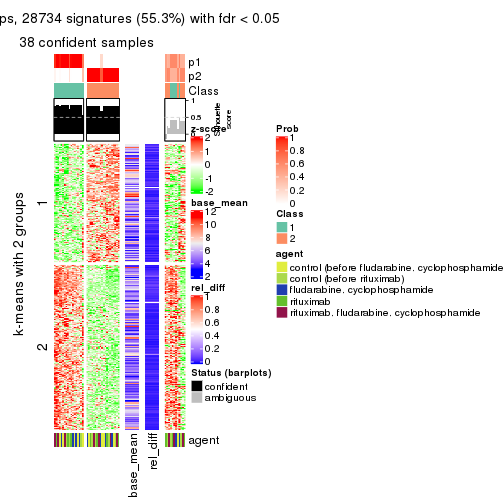 ps, 28734 signatures (55.3%) with fdr < 0.05
38 confident samples
p1
p2
Class
1
0.5
0
Silhouette
score
z-score
2
1
0
-1
-2
base_mean
12
10
8
6
4
2
rel_diff
1
0.8
0.6
0.4
0.2
0
Status (barplots)
confident
ambiguous
Prob
1
0.8
0.6
0.4
0.2
0
Class
1
2
agent
control (before fludarabine. cyclophosphamide
control (before rituximab)
fludarabine. cyclophosphamide
rituximab
rituximab. fludarabine. cyclophosphamide
k-means with 2 groups
1
2
agent
base_mean
rel_diff